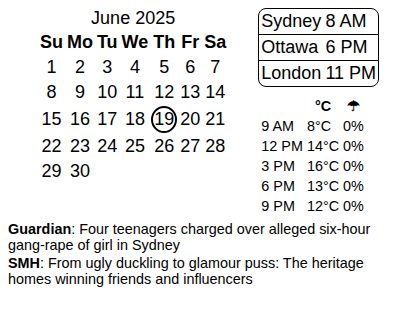 June 2025
Su Mo Tu We Th Fr Sa
1 2 3 4 5 6 7
8 9 10 11 12 13 14
15 16 17 18 19 20 21
22 23 24 25 26 27 28
29 30
Sydney 8 AM
Ottawa 6 PM
London 11 PM
°C ☂
9 AM 8°C 0%
12 PM 14°C 0%
3 PM 16°C 0%
6 PM 13°C 0%
9 PM 12°C 0%
Guardian: Four teenagers charged over alleged six-hour
gang-rape of girl in Sydney
SMH: From ugly duckling to glamour puss: The heritage
homes winning friends and influencers